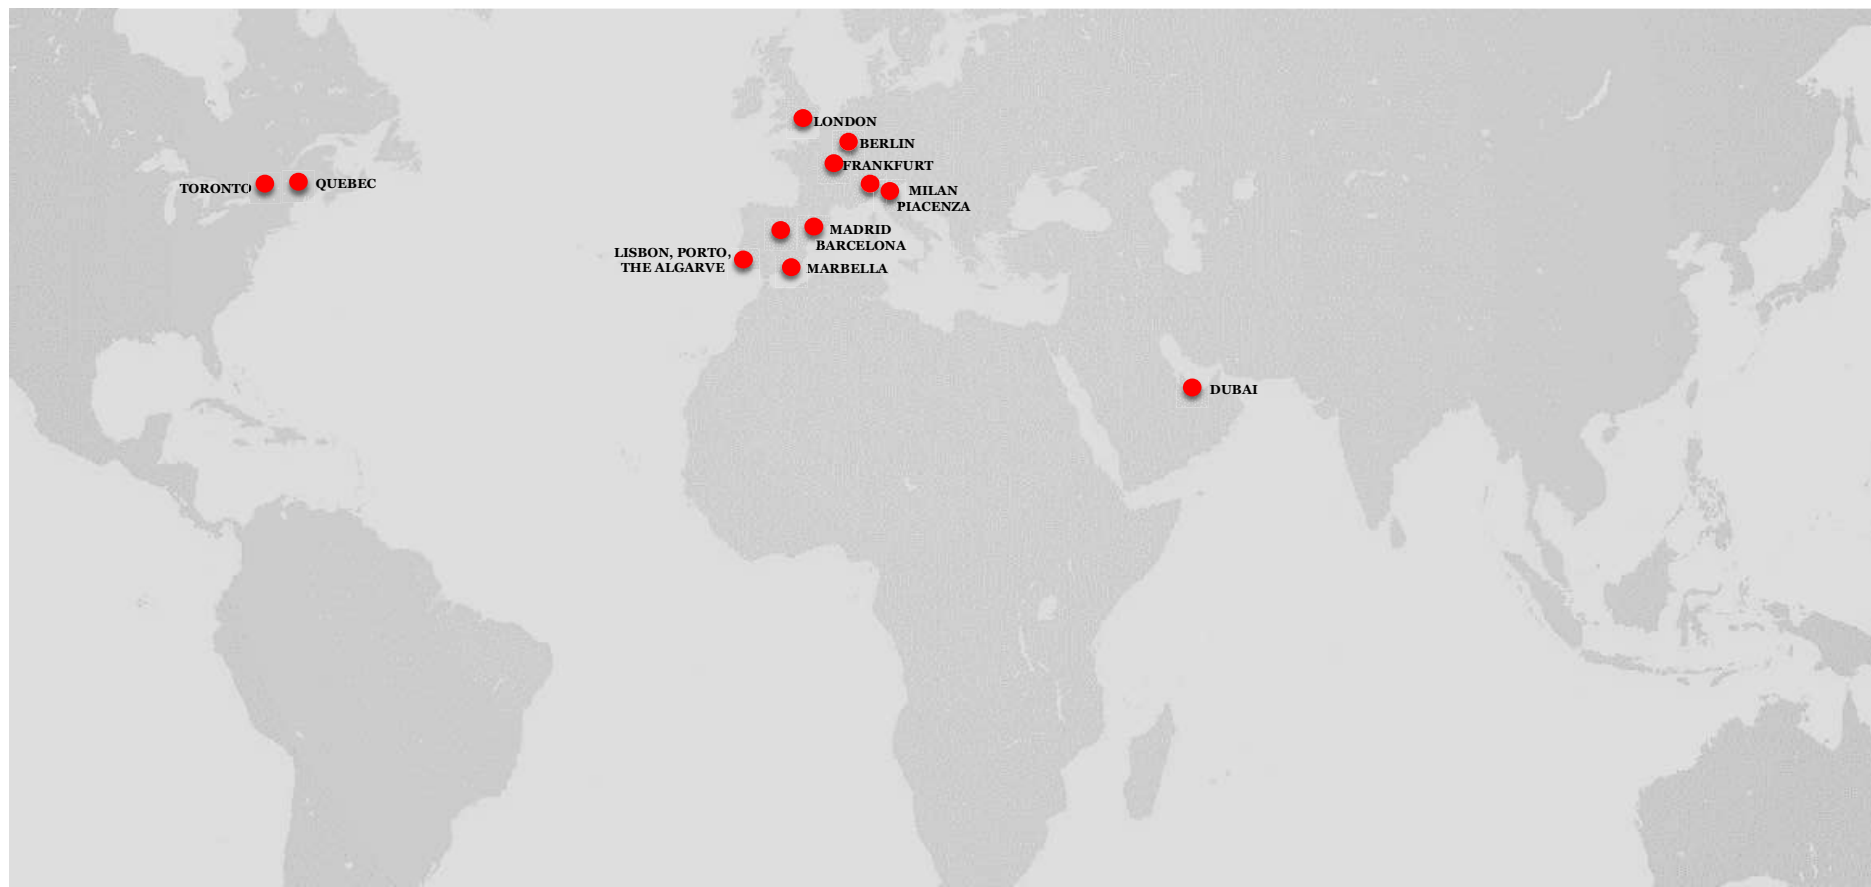 LONDON
BERLIN
FRANKFURT
TORONTO
QUEBEC
MILAN
PIACENZA
MADRID
BARCELONA
LISBON, PORTO,
THE ALGARVE
MARBELLA
DUBAI